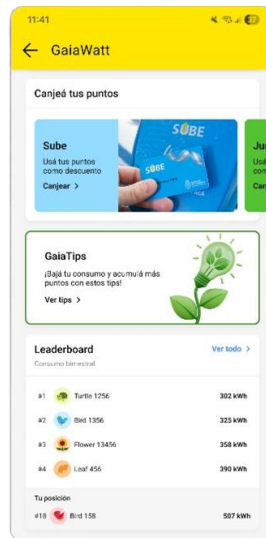 11:41
GaiaWatt
Canjeá tus puntos
Sube
Usá tus puntos
como descuento
Canjear >
SÜBE
SÜBE
GaiaTips
¡Bajá tu consumo y acumulá más
puntos con estos tips!
Ver tips >
Leaderboard
Ver todo >
Consumo bimestral
#1 Turtle 1256 302 kWh
#2 Bird 1356 325 kWh
#3 Flower 13456 358 kWh
#4 Leaf 456 390 kWh
Tu posición
#18 Bird 158 507 kWh